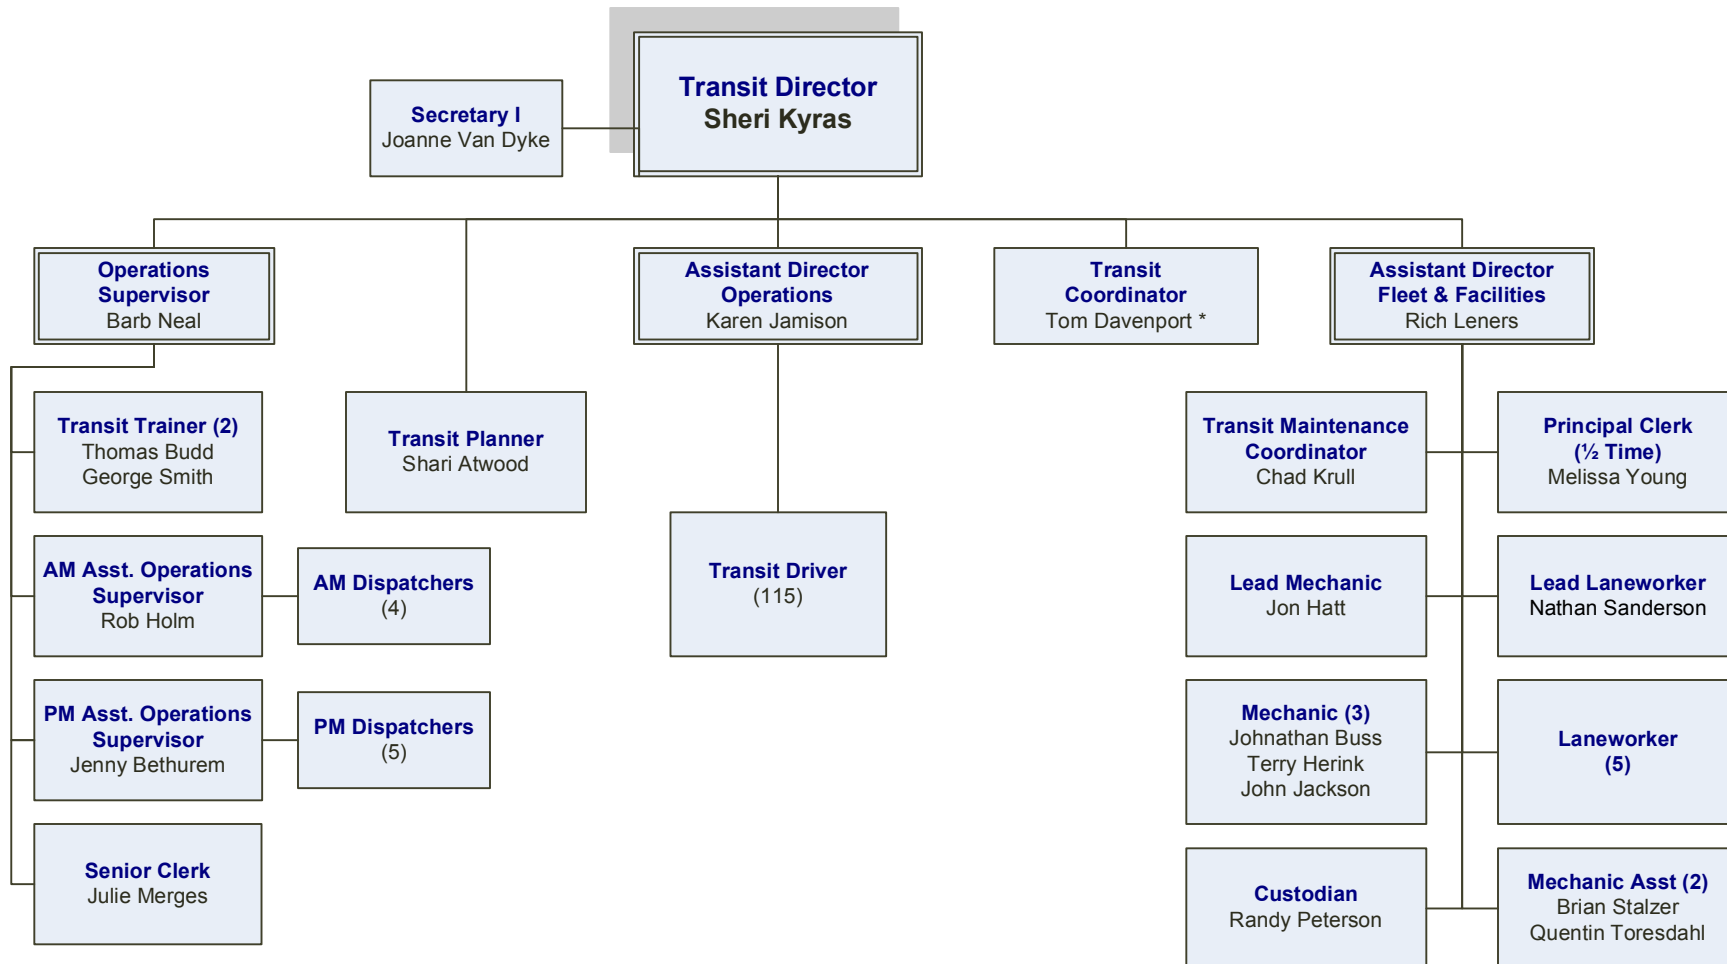 Transit Director
Sheri Kyras
Secretary I
Joanne Van Dyke
Operations
Supervisor
Barb Neal
Assistant Director
Operations
Karen Jamison
Transit
Coordinator
Tom Davenport *
Assistant Director
Fleet & Facilities
Rich Leners
Transit Trainer (2)
Thomas Budd
George Smith
Transit Planner
Shari Atwood
Transit Maintenance
Coordinator
Chad Krull
Principal Clerk
(½ Time)
Melissa Young
AM Asst. Operations
Supervisor
Rob Holm
AM Dispatchers
(4)
Transit Driver
(115)
Lead Mechanic
Jon Hatt
Lead Laneworker
Nathan Sanderson
PM Asst. Operations
Supervisor
Jenny Bethurem
PM Dispatchers
(5)
Mechanic (3)
Johnathan Buss
Terry Herink
John Jackson
Laneworker
(5)
Senior Clerk
Julie Merges
Custodian
Randy Peterson
Mechanic Asst (2)
Brian Stalzer
Quentin Toresdahl